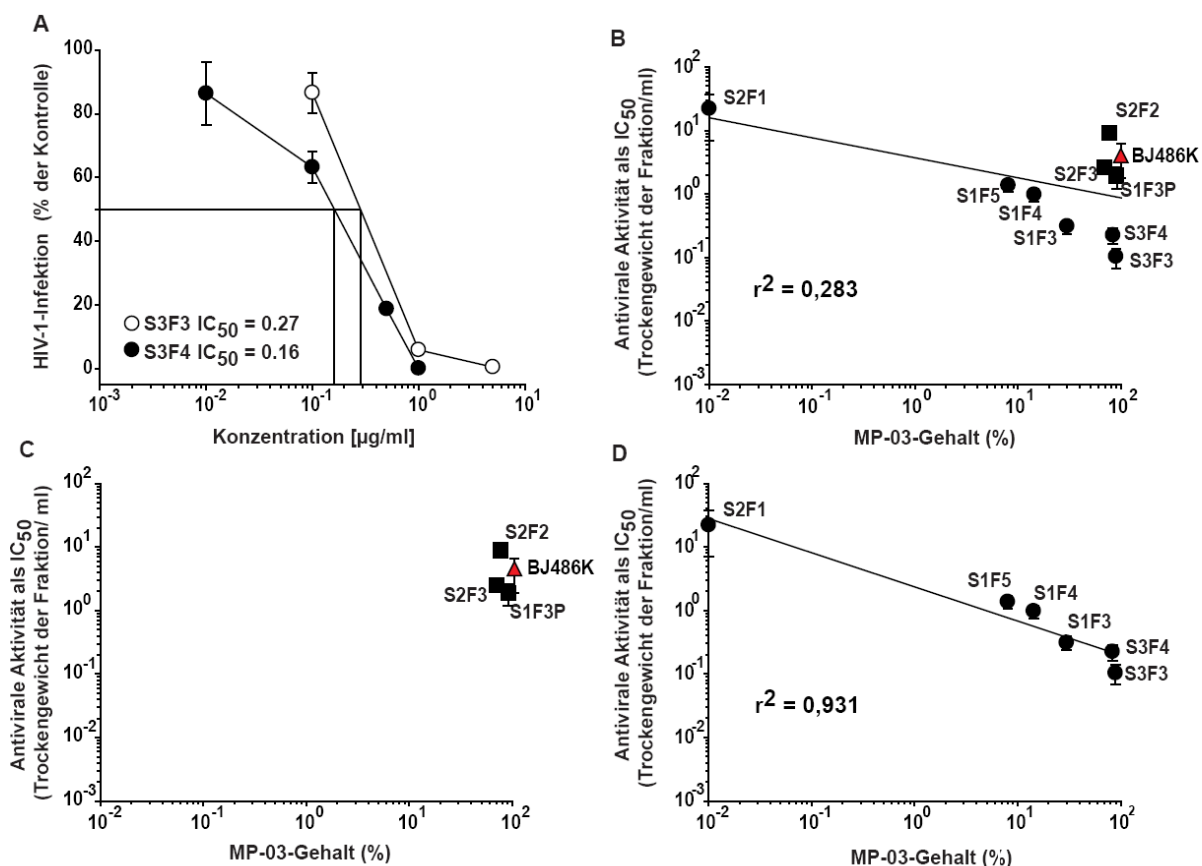 A
HIV-1-Infektion (% der Kontrolle)
100
80
60
40
20
0
S3F3 IC50 = 0.27
S3F4 IC50 = 0.16
10-3
10-2
10-1
100
101
Konzentration [µg/ml]
B
Antivirale Aktivität als IC50
(Trockengewicht der Fraktion/ml)
102
101
100
10-1
10-2
10-3
S2F1
S2F2
BJ486K
S2F3
S1F3P
S1F5
S1F4
S1F3
S3F4
S3F3
r2 = 0,283
10-2
10-1
100
101
102
MP-03-Gehalt (%)
C
Antivirale Aktivität als IC50
(Trockengewicht der Fraktion/ ml)
102
101
100
10-1
10-2
10-3
S2F2
BJ486K
S2F3
S1F3P
10-2
10-1
100
101
102
MP-03-Gehalt (%)
D
Antivirale Aktivität als IC50
(Trockengewicht der Fraktion/ml)
102
101
100
10-1
10-2
10-3
S2F1
S1F5
S1F4
S1F3
S3F4
S3F3
r2 = 0,931
10-2
10-1
100
101
102
MP-03-Gehalt (%)